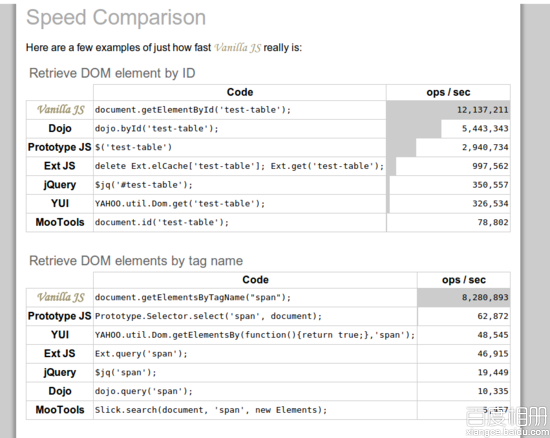 Speed Comparison
Here are a few examples of just how fast Vanilla JS really is:
Retrieve DOM element by ID
Code ops / sec
Vanilla JS document.getElementById('test-table'); 12,137,211
Dojo dojo.byId('test-table'); 5,443,343
Prototype JS $('test-table') 2,940,734
Ext JS delete Ext.elCache['test-table']; Ext.get('test-table'); 997,562
jQuery $jq('#test-table'); 350,557
YUI YAHOO.util.Dom.get('test-table'); 326,534
MooTools document.id('test-table'); 78,802
Retrieve DOM elements by tag name
Code ops / sec
Vanilla JS document.getElementsByTagName("span"); 8,280,893
Prototype JS Prototype.Selector.select('span', document); 62,872
YUI YAHOO.util.Dom.getElementsBy(function(){return true;},'span'); 48,545
Ext JS Ext.query('span'); 46,915
jQuery $jq('span'); 19,449
Dojo dojo.query('span'); 10,335
MooTools Slick.search(document, 'span', new Elements);
百度相册
xiangce.baidu.com